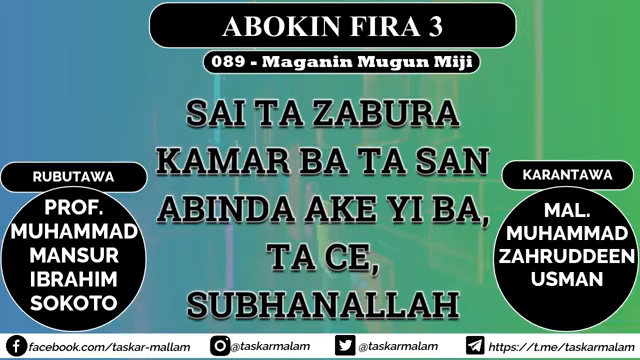 ABOKIN FIRA 3
089 - Maganin Mugun Miji
SAI TA ZABURA
KAMAR BA TA SAN
ABINDA AKE YI BA,
TA CE,
SUBHANALLAH
RUBUTAWA
PROF.
MUHAMMAD
MANSUR
IBRAHIM
SOKOTO
KARANTAWA
MAL.
MUHAMMAD
ZAHRUDDEEN
USMAN
facebook.com/taskar-mallam
@taskarmalam
@taskarmalam
https://t.me/taskarmalam